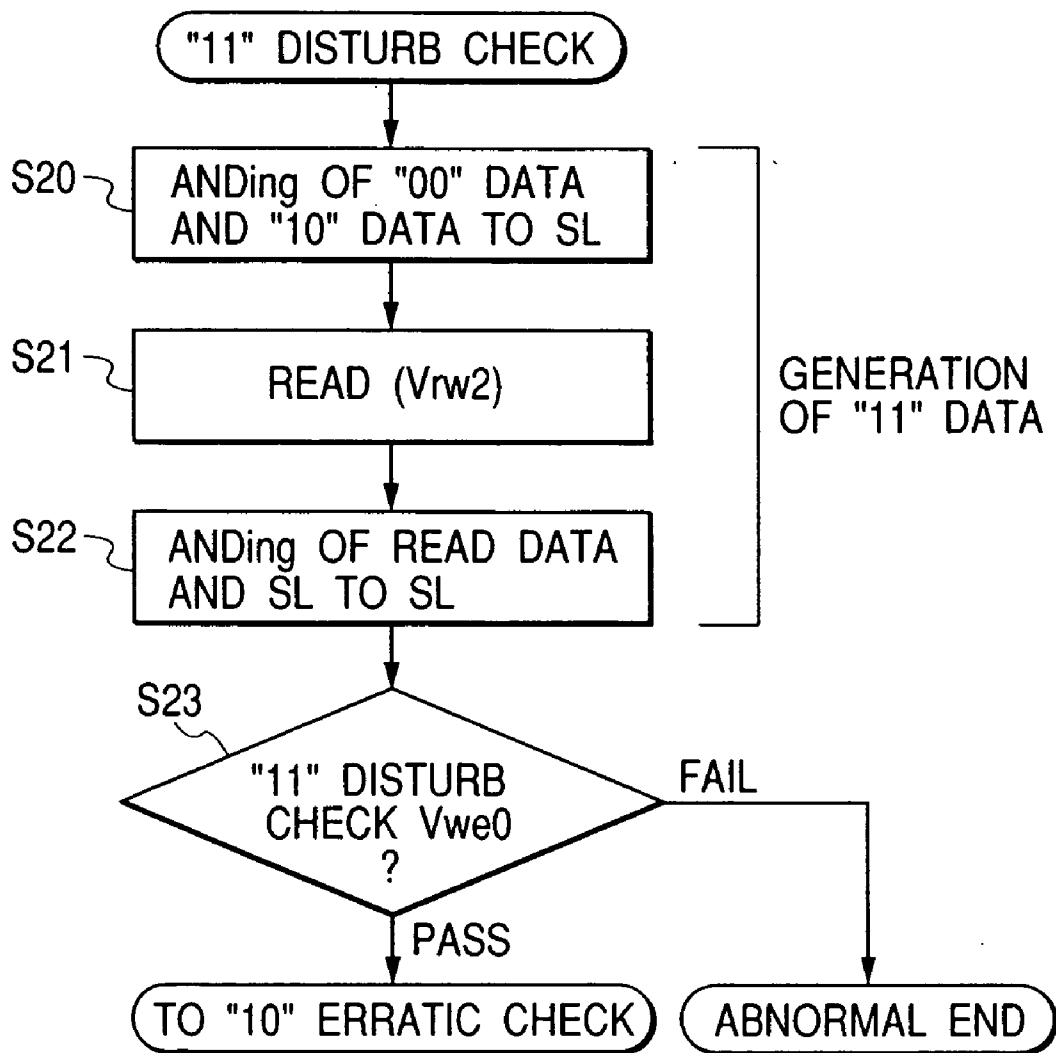 "11" DISTURB CHECK
S20
ANDing OF "00" DATA
AND "10" DATA TO SL
S21
READ (Vrw2)
GENERATION
OF "11" DATA
S22
ANDing OF READ DATA
AND SL TO SL
S23
"11" DISTURB
CHECK Vwe0
?
FAIL
PASS
TO "10" ERRATIC CHECK
ABNORMAL END